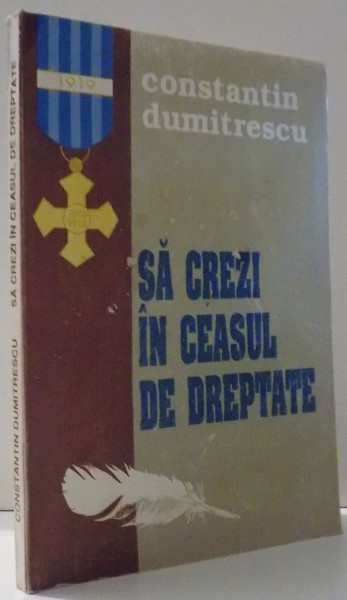 CONSTANTIN DUMITRESCU SĂ CREZI ÎN CEASUL DE DREPTATE
1919
constantin
dumitrescu
SĂ CREZI
ÎN CEASUL
DE DREPTATE